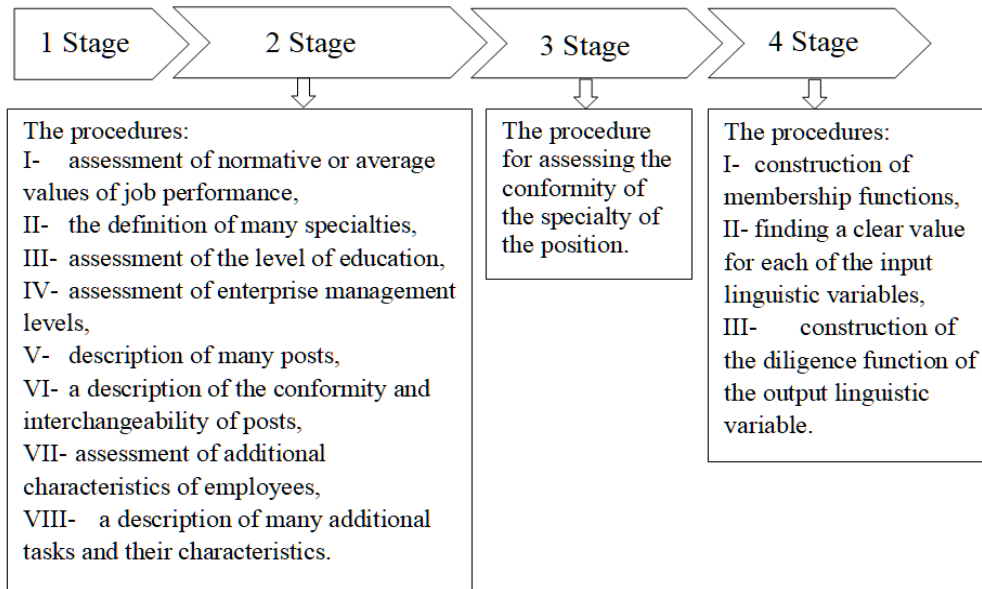 1 Stage
2 Stage
3 Stage
4 Stage
The procedures:
I- assessment of normative or average
values of job performance,
II- the definition of many specialties,
III- assessment of the level of education,
IV- assessment of enterprise management
levels,
V- description of many posts,
VI- a description of the conformity and
interchangeability of posts,
VII- assessment of additional
characteristics of employees,
VIII- a description of many additional
tasks and their characteristics.
The procedure
for assessing the
conformity of
the specialty of
the position.
The procedures:
I- construction of
membership functions,
II- finding a clear value
for each of the input
linguistic variables,
III- construction of
the diligence function of
the output linguistic
variable.